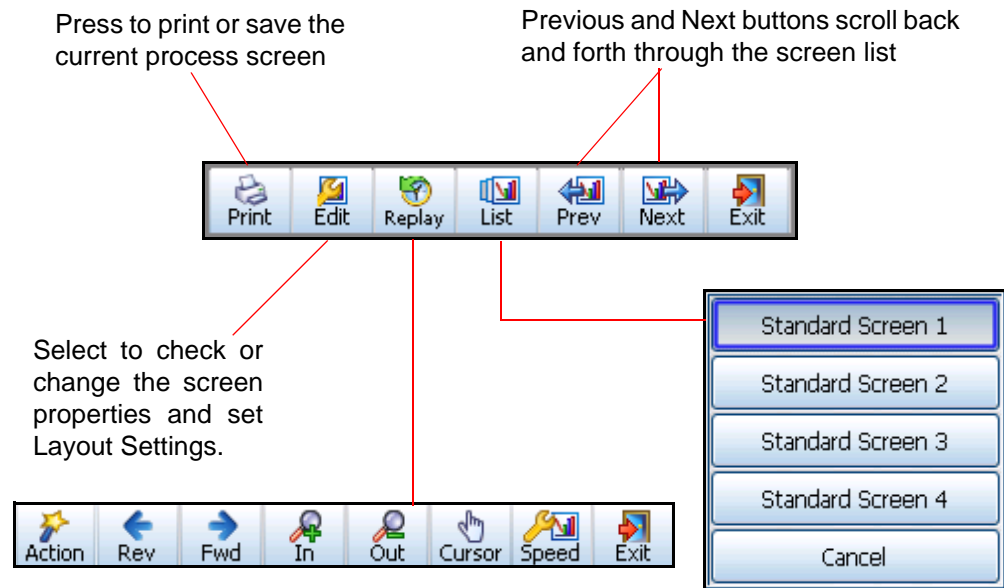 Press to print or save the
current process screen
Previous and Next buttons scroll back
and forth through the screen list
Print Edit Replay List Prev Next Exit
Select to check or
change the screen
properties and set
Layout Settings.
Standard Screen 1
Standard Screen 2
Standard Screen 3
Standard Screen 4
Cancel
Action Rev Fwd In Out Cursor Speed Exit